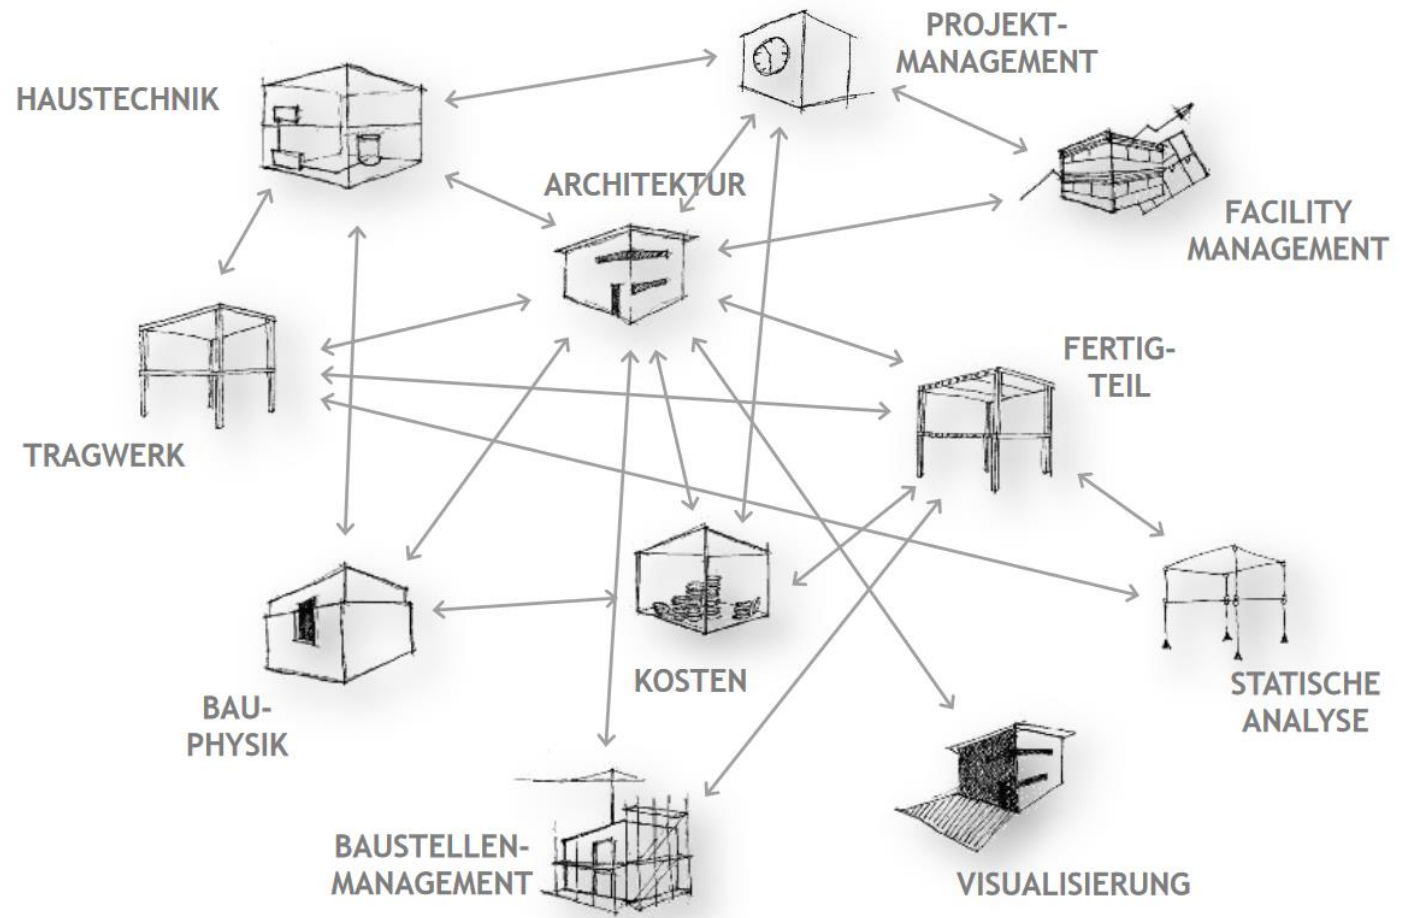 PROJEKT-
MANAGEMENT
HAUSTECHNIK
ARCHITEKTUR
FACILITY
MANAGEMENT
FERTIG-
TEIL
TRAGWERK
KOSTEN
STATISCHE
ANALYSE
BAU-
PHYSIK
BAUSTELLEN-
MANAGEMENT
VISUALISIERUNG